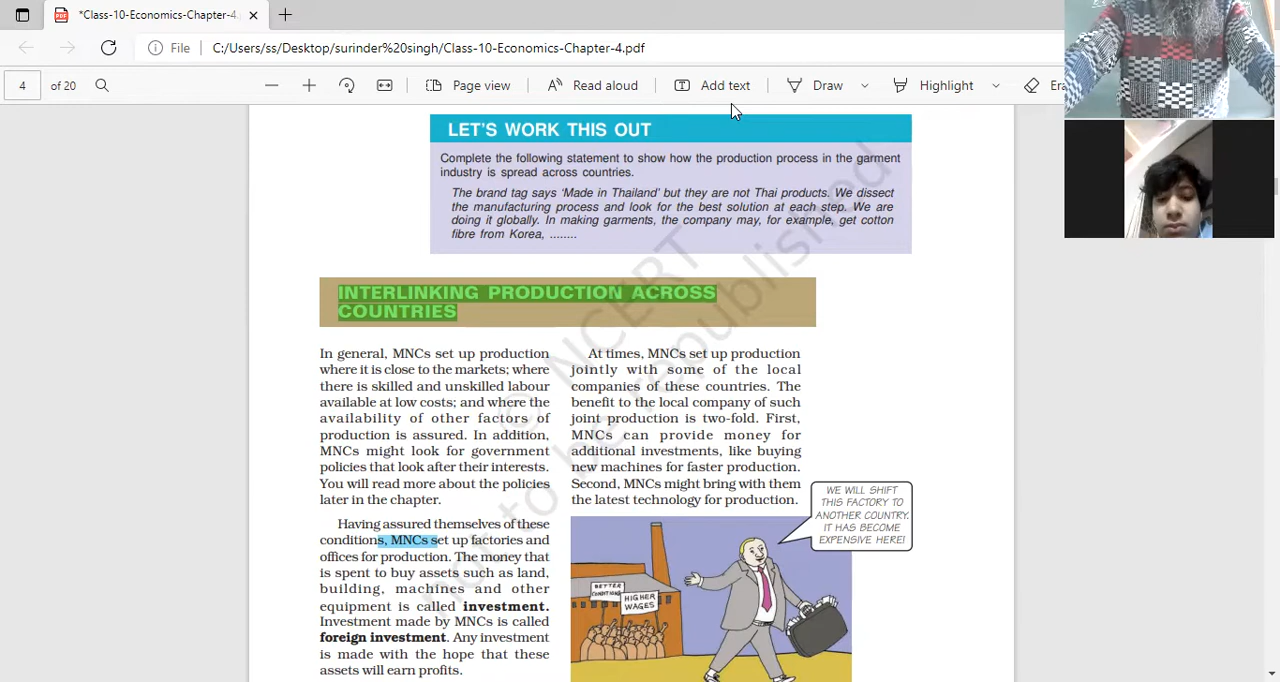 *Class-10-Economics-Chapter-4.
File C:/Users/ss/Desktop/surinder%20singh/Class-10-Economics-Chapter-4.pdf
4 of 20 Page view Read aloud Add text Draw Highlight Era
LET'S WORK THIS OUT
Complete the following statement to show how the production process in the garment
industry is spread across countries.
The brand tag says 'Made in Thailand' but they are not Thai products. We dissect
the manufacturing process and look for the best solution at each step. We are
doing it globally. In making garments, the company may, for example, get cotton
fibre from Korea, ........
INTERLINKING PRODUCTION ACROSS
COUNTRIES
In general, MNCs set up production
where it is close to the markets; where
there is skilled and unskilled labour
available at low costs; and where the
availability of other factors of
production is assured. In addition,
MNCs might look for government
policies that look after their interests.
You will read more about the policies
later in the chapter.
Having assured themselves of these
conditions, MNCs set up factories and
offices for production. The money that
is spent to buy assets such as land,
building, machines and other
equipment is called investment.
Investment made by MNCs is called
foreign investment. Any investment
is made with the hope that these
assets will earn profits.
At times, MNCs set up production
jointly with some of the local
companies of these countries. The
benefit to the local company of such
joint production is two-fold. First,
MNCs can provide money for
additional investments, like buying
new machines for faster production.
Second, MNCs might bring with them
the latest technology for production.
WE WILL SHIFT
THIS FACTORY TO
ANOTHER COUNTRY.
IT HAS BECOME
EXPENSIVE HERE!
BETTER
CONDITIONS
HIGHER
WAGES
© NCERT
not to be republished